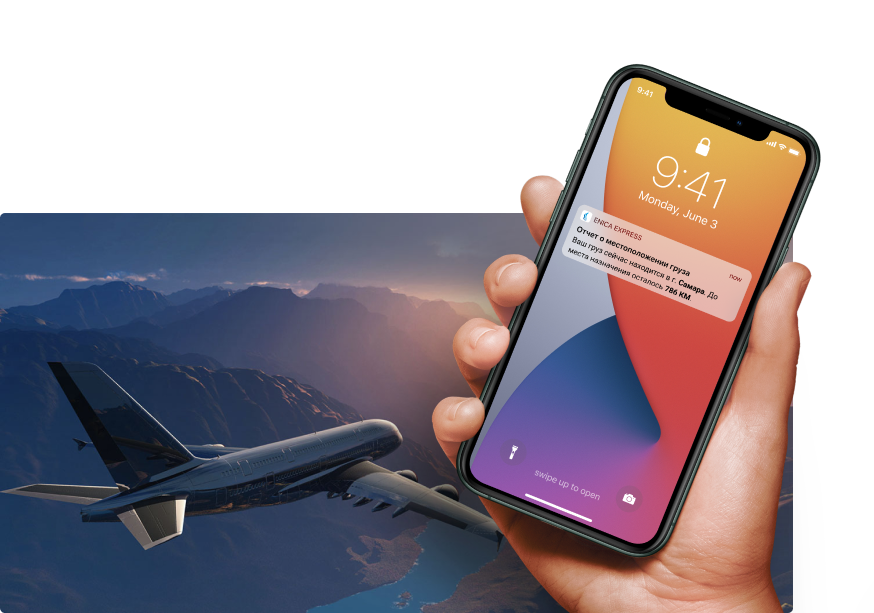 9:41
9:41
Monday, June 3
ENICA EXPRESS
now
Отчет о местоположении груза
Ваш груз сейчас находится в г. Самара. До
места назначения осталось 786 КМ
swipe up to open